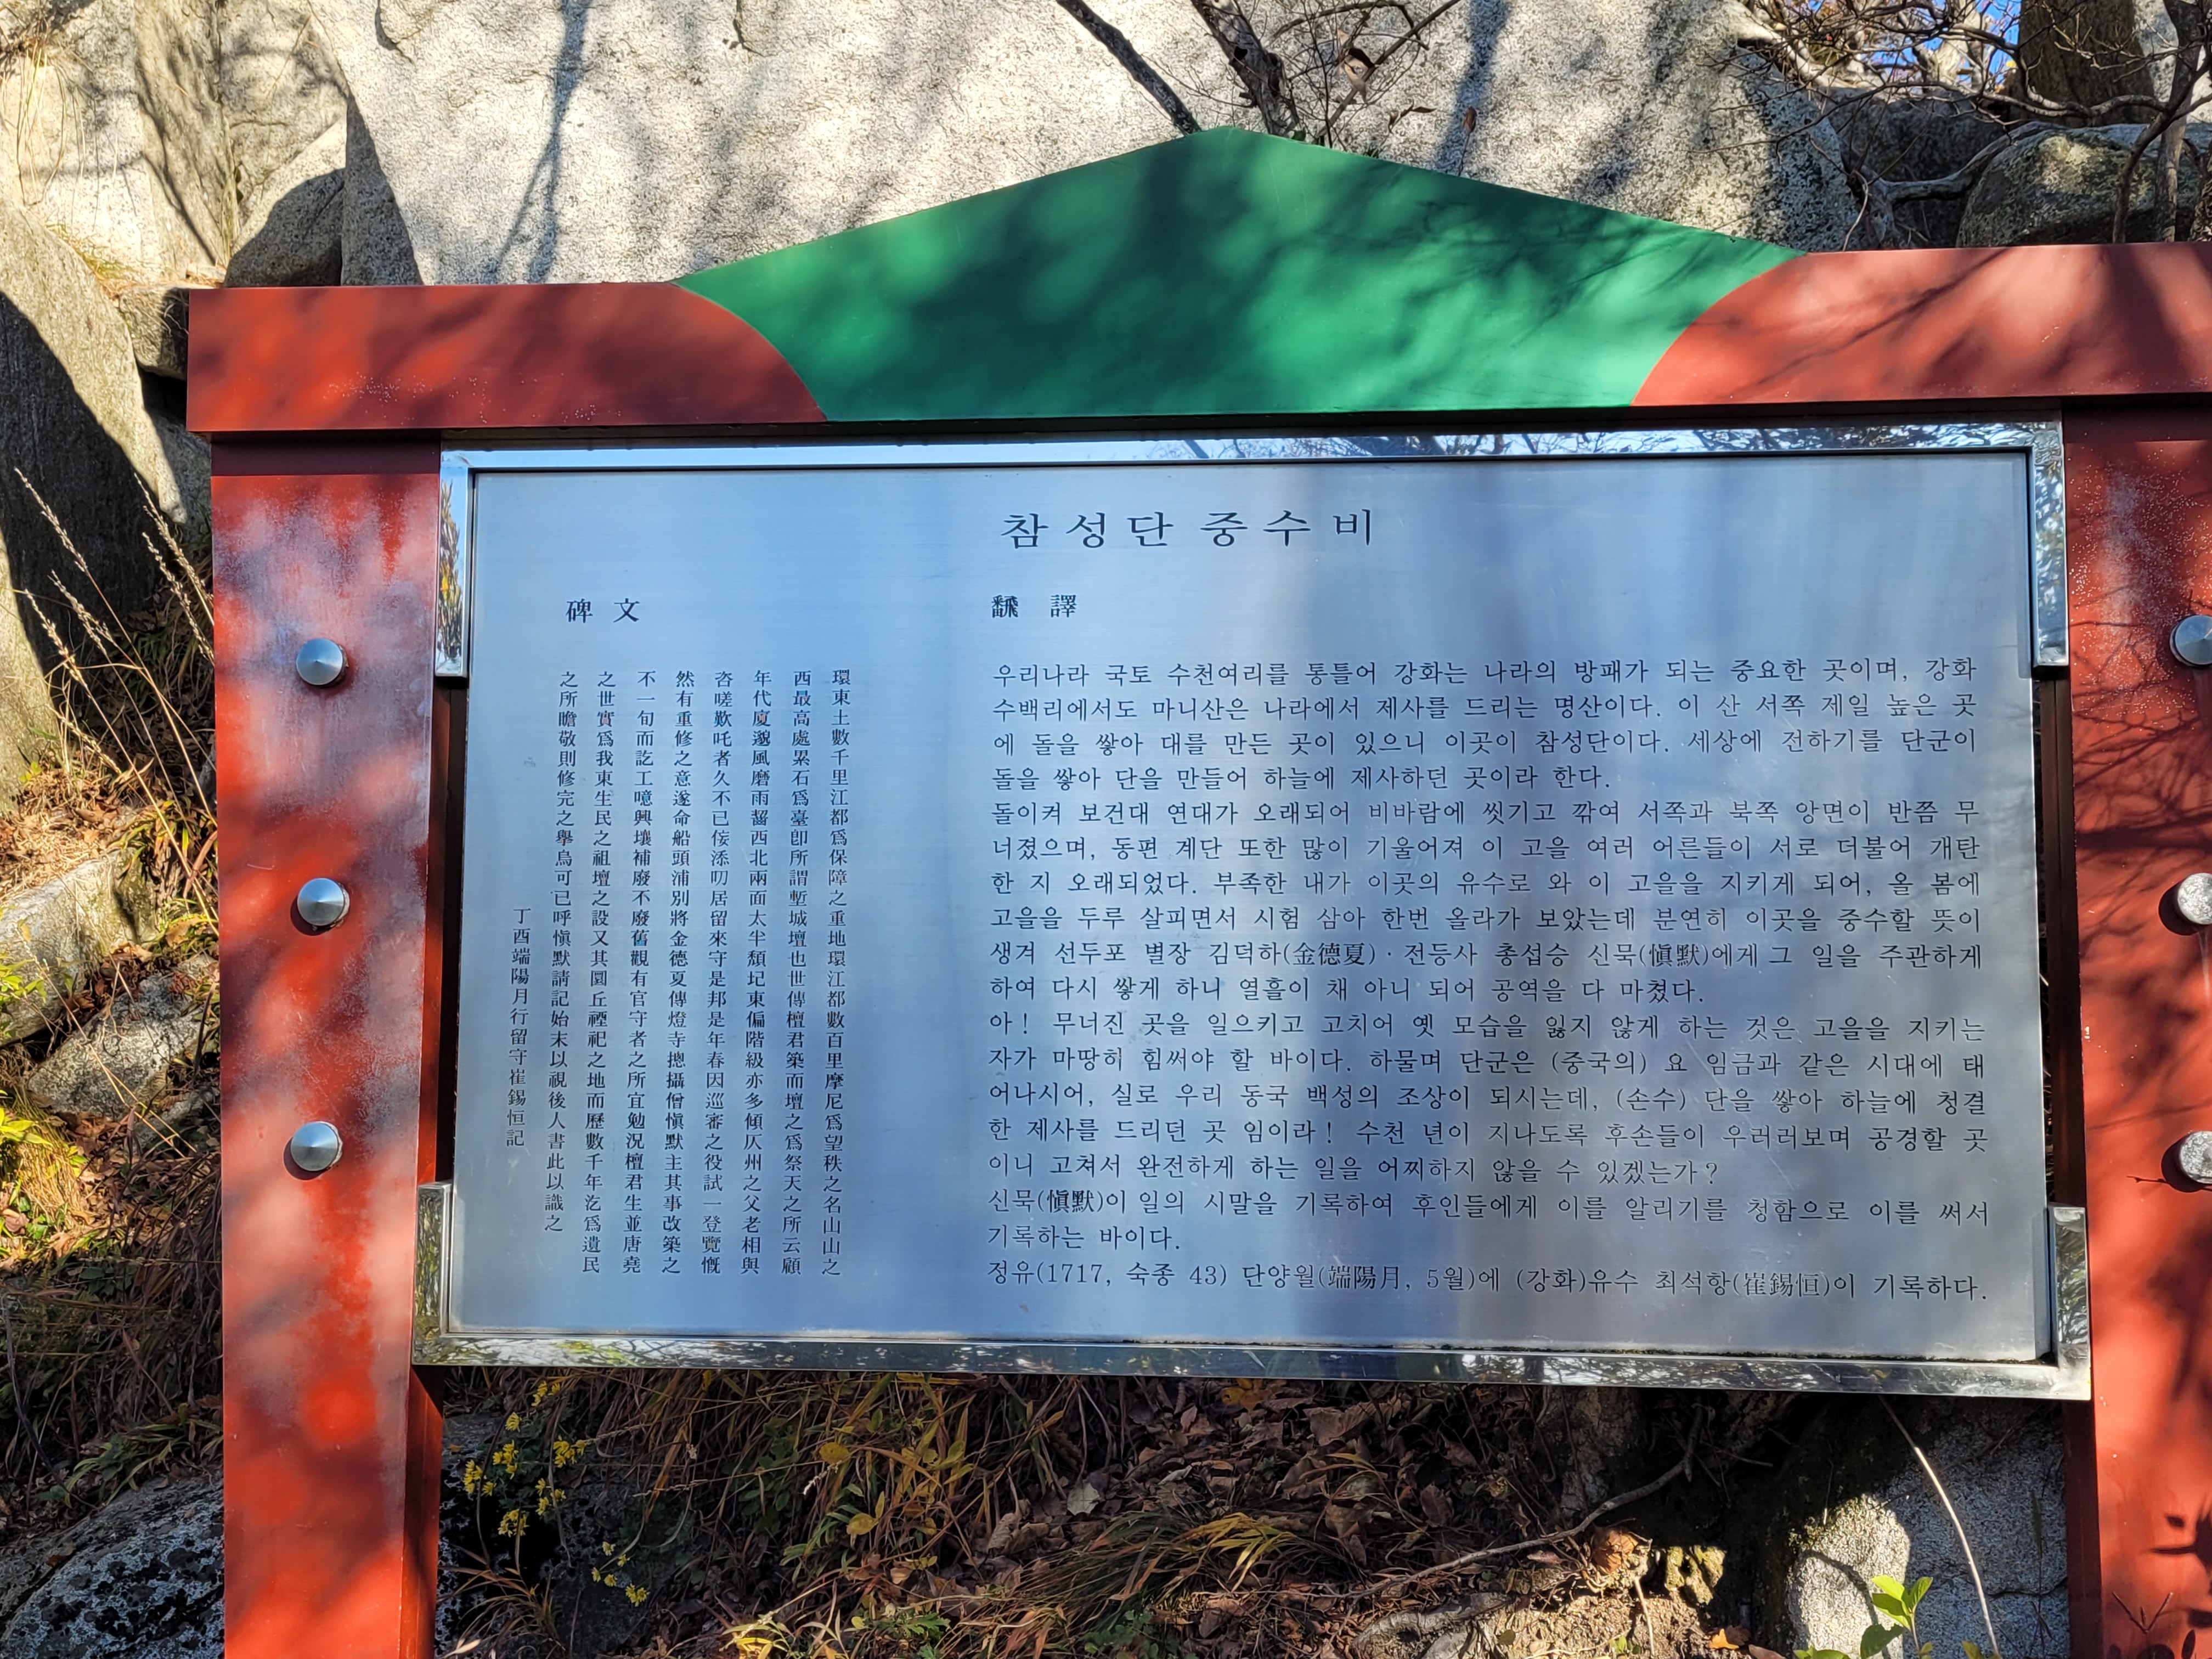 참성단 중수비
碑文
環東土數千里江都爲保障之重地環江都數百里摩尼爲望秩之名山山之
西最高處累石爲臺卽所謂塹城壇也世傳檀君築而壇之爲祭天之所云顧
年代廈邈風磨雨齧西北兩面太半頹圮東偏階級亦多傾仄州之父老相與
咨嗟歎吒者久不已侫添叨居留來守是邦是年春因巡審之役試一登覽慨
然有重修之意遂命船頭浦別將金德夏傳燈寺摠攝僧愼默主其事改築之
不一旬而訖工噫興壞補廢不廢舊觀有官守者之所宜勉況檀君生並唐堯
之世實爲我東生民之祖壇之設又其圜丘禋祀之地而歷數千年汔爲遺民
之所瞻敬則修完之擧烏可已呼愼默請記始末以視後人書此以識之
丁酉端陽月行留守崔錫恒記
飜譯
우리나라 국토 수천여리를 통틀어 강화는 나라의 방패가 되는 중요한 곳이며, 강화
수백리에서도 마니산은 나라에서 제사를 드리는 명산이다. 이 산 서쪽 제일 높은 곳
에 돌을 쌓아 대를 만든 곳이 있으니 이곳이 참성단이다. 세상에 전하기를 단군이
돌을 쌓아 단을 만들어 하늘에 제사하던 곳이라 한다.
돌이켜 보건대 연대가 오래되어 비바람에 씻기고 깎여 서쪽과 북쪽 앙면이 반쯤 무
너졌으며, 동편 계단 또한 많이 기울어져 이 고을 여러 어른들이 서로 더불어 개탄
한 지 오래되었다. 부족한 내가 이곳의 유수로 와 이 고을을 지키게 되어, 올 봄에
고을을 두루 살피면서 시험 삼아 한번 올라가 보았는데 분연히 이곳을 중수할 뜻이
생겨 선두포 별장 김덕하(金德夏)·전등사 총섭승 신묵(愼默)에게 그 일을 주관하게
하여 다시 쌓게 하니 열흘이 채 아니 되어 공역을 다 마쳤다.
아! 무너진 곳을 일으키고 고치어 옛 모습을 잃지 않게 하는 것은 고을을 지키는
자가 마땅히 힘써야 할 바이다. 하물며 단군은 (중국의) 요 임금과 같은 시대에 태
어나시어, 실로 우리 동국 백성의 조상이 되시는데, (손수) 단을 쌓아 하늘에 청결
한 제사를 드리던 곳 임이라! 수천 년이 지나도록 후손들이 우러러보며 공경할 곳
이니 고쳐서 완전하게 하는 일을 어찌하지 않을 수 있겠는가?
신묵(愼默)이 일의 시말을 기록하여 후인들에게 이를 알리기를 청함으로 이를 써서
기록하는 바이다.
정유(1717, 숙종 43) 단양월(端陽月, 5월)에 (강화)유수 최석항(崔錫恒)이 기록하다.